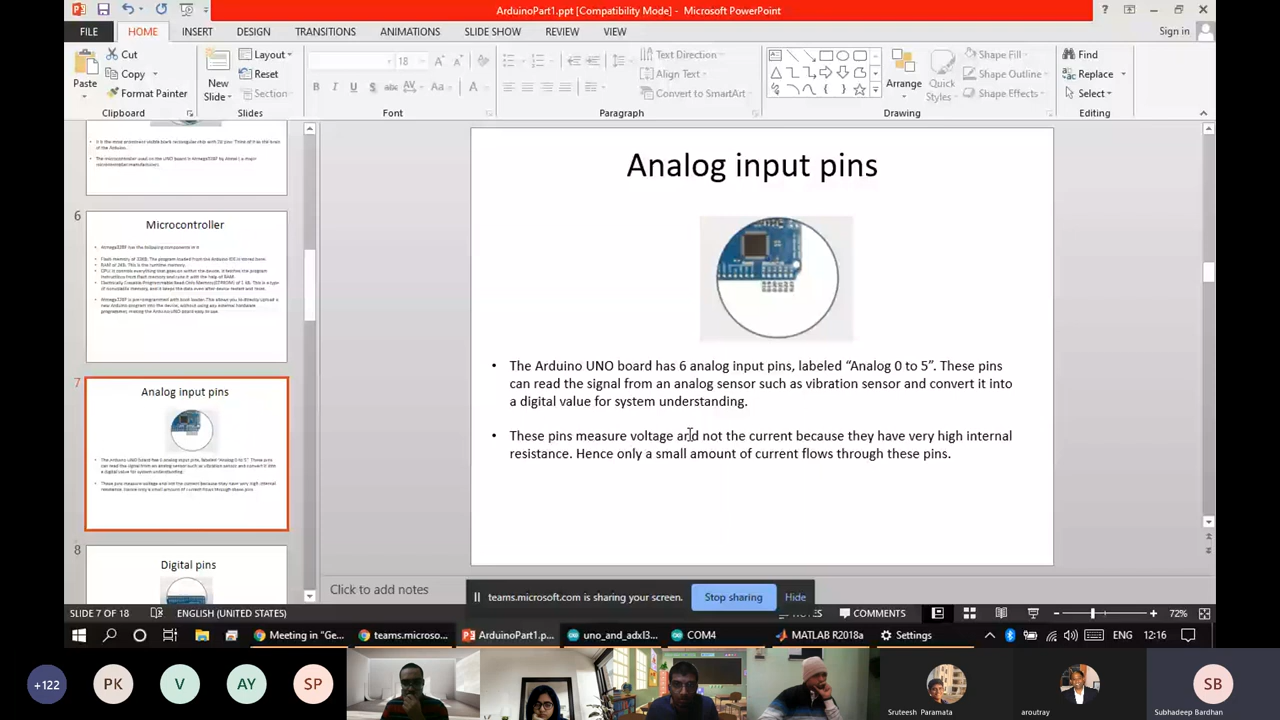 ArduinoPart1.ppt [Compatibility Mode] - Microsoft PowerPoint
FILE HOME INSERT DESIGN TRANSITIONS ANIMATIONS SLIDE SHOW REVIEW VIEW Sign in
Cut
Copy
Format Painter
Paste
Clipboard
New Slide
Layout
Reset
Section
Slides
18
Font
Text Direction
Align Text
Convert to SmartArt
Paragraph
Arrange
Quick Styles
Shape Fill
Shape Outline
Shape Effects
Drawing
Find
Replace
Select
Editing
6
Microcontroller
7
Analog input pins
8
Digital pins
Analog input pins
• The Arduino UNO board has 6 analog input pins, labeled “Analog 0 to 5”. These pins
can read the signal from an analog sensor such as vibration sensor and convert it into
a digital value for system understanding.
• These pins measure voltage and not the current because they have very high internal
resistance. Hence only a small amount of current flows through these pins.
Click to add notes
teams.microsoft.com is sharing your screen. Stop sharing Hide
SLIDE 7 OF 18 ENGLISH (UNITED STATES) NOTES COMMENTS 72%
Meeting in "Ge... teams.microso... ArduinoPart1.p... uno_and_adxl3... COM4 MATLAB R2018a Settings ENG 12:16
+122 PK V AY SP SB
Sruteesh Paramata aroutray Subhadeep Bardhan